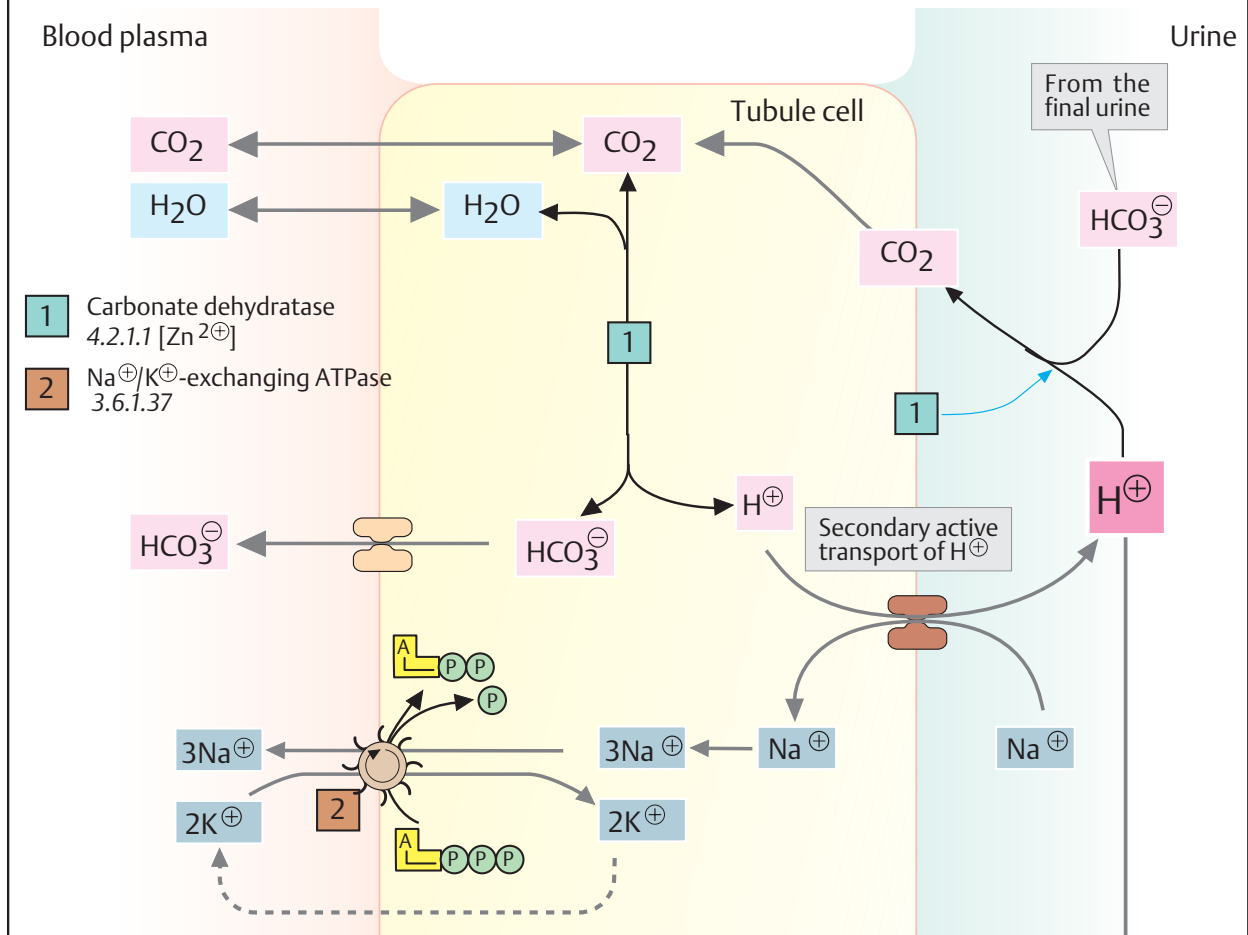 Blood plasma
Urine
From the
final urine
Tubule cell
CO₂
CO₂
H₂O
H₂O
HCO₃⊖
CO₂
1
Carbonate dehydratase
4.2.1.1 [Zn²⊕]
1
2
Na⊕/K⊕-exchanging ATPase
3.6.1.37
1
H⊕
H⊕
Secondary active
transport of H⊕
HCO₃⊖
HCO₃⊖
A
P
P
P
3Na⊕
3Na⊕
Na⊕
Na⊕
2
2K⊕
2K⊕
A
P
P
P